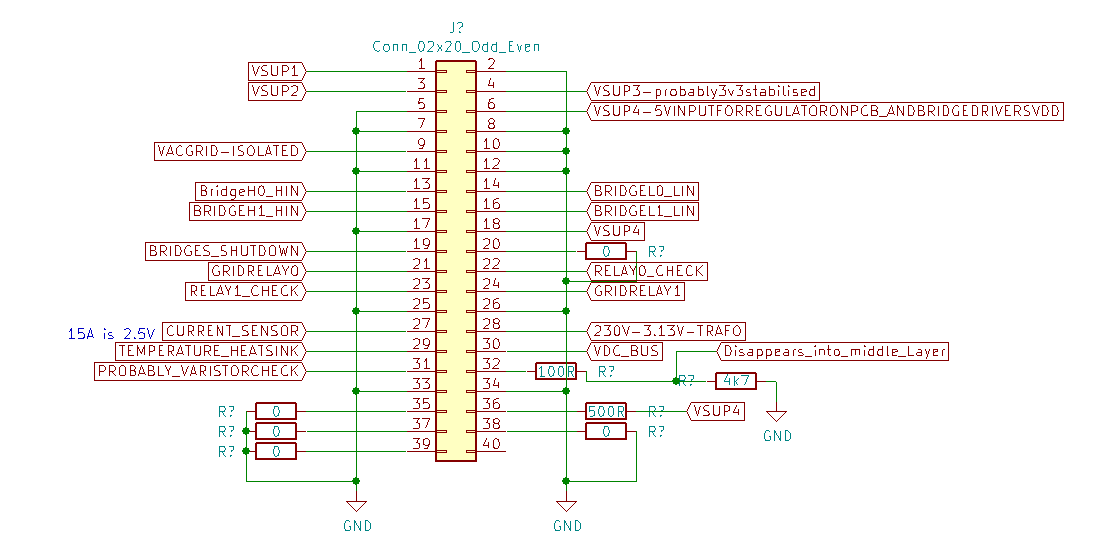 J?
Conn_02x20_Odd_Even
VSUP1 1 2
VSUP2 3 4 VSUP3-probably3v3stabilised
5 6 VSUP4-5VINPUTFORREGULATORONPCB_ANDBRIDGEDRIVERSVDD
7 8
VACGRID-ISOLATED 9 10
11 12
BridgeH0_HIN 13 14 BRIDGEL0_LIN
BRIDGEH1_HIN 15 16 BRIDGEL1_LIN
17 18 VSUP4
BRIDGES_SHUTDOWN 19 20 0 R?
GRIDRELAY0 21 22 RELAY0_CHECK
RELAY1_CHECK 23 24 GRIDRELAY1
25 26
15A is 2.5V CURRENT_SENSOR 27 28 230V-3.13V-TRAFO
TEMPERATURE_HEATSINK 29 30 VDC_BUS Disappears_into_middle_Layer
PROBABLY_VARISTORCHECK 31 32 100R R?
R? 4k7
33 34
R? 0 35 36 500R R? VSUP4
R? 0 37 38 0 R? GND
R? 0 39 40
GND GND